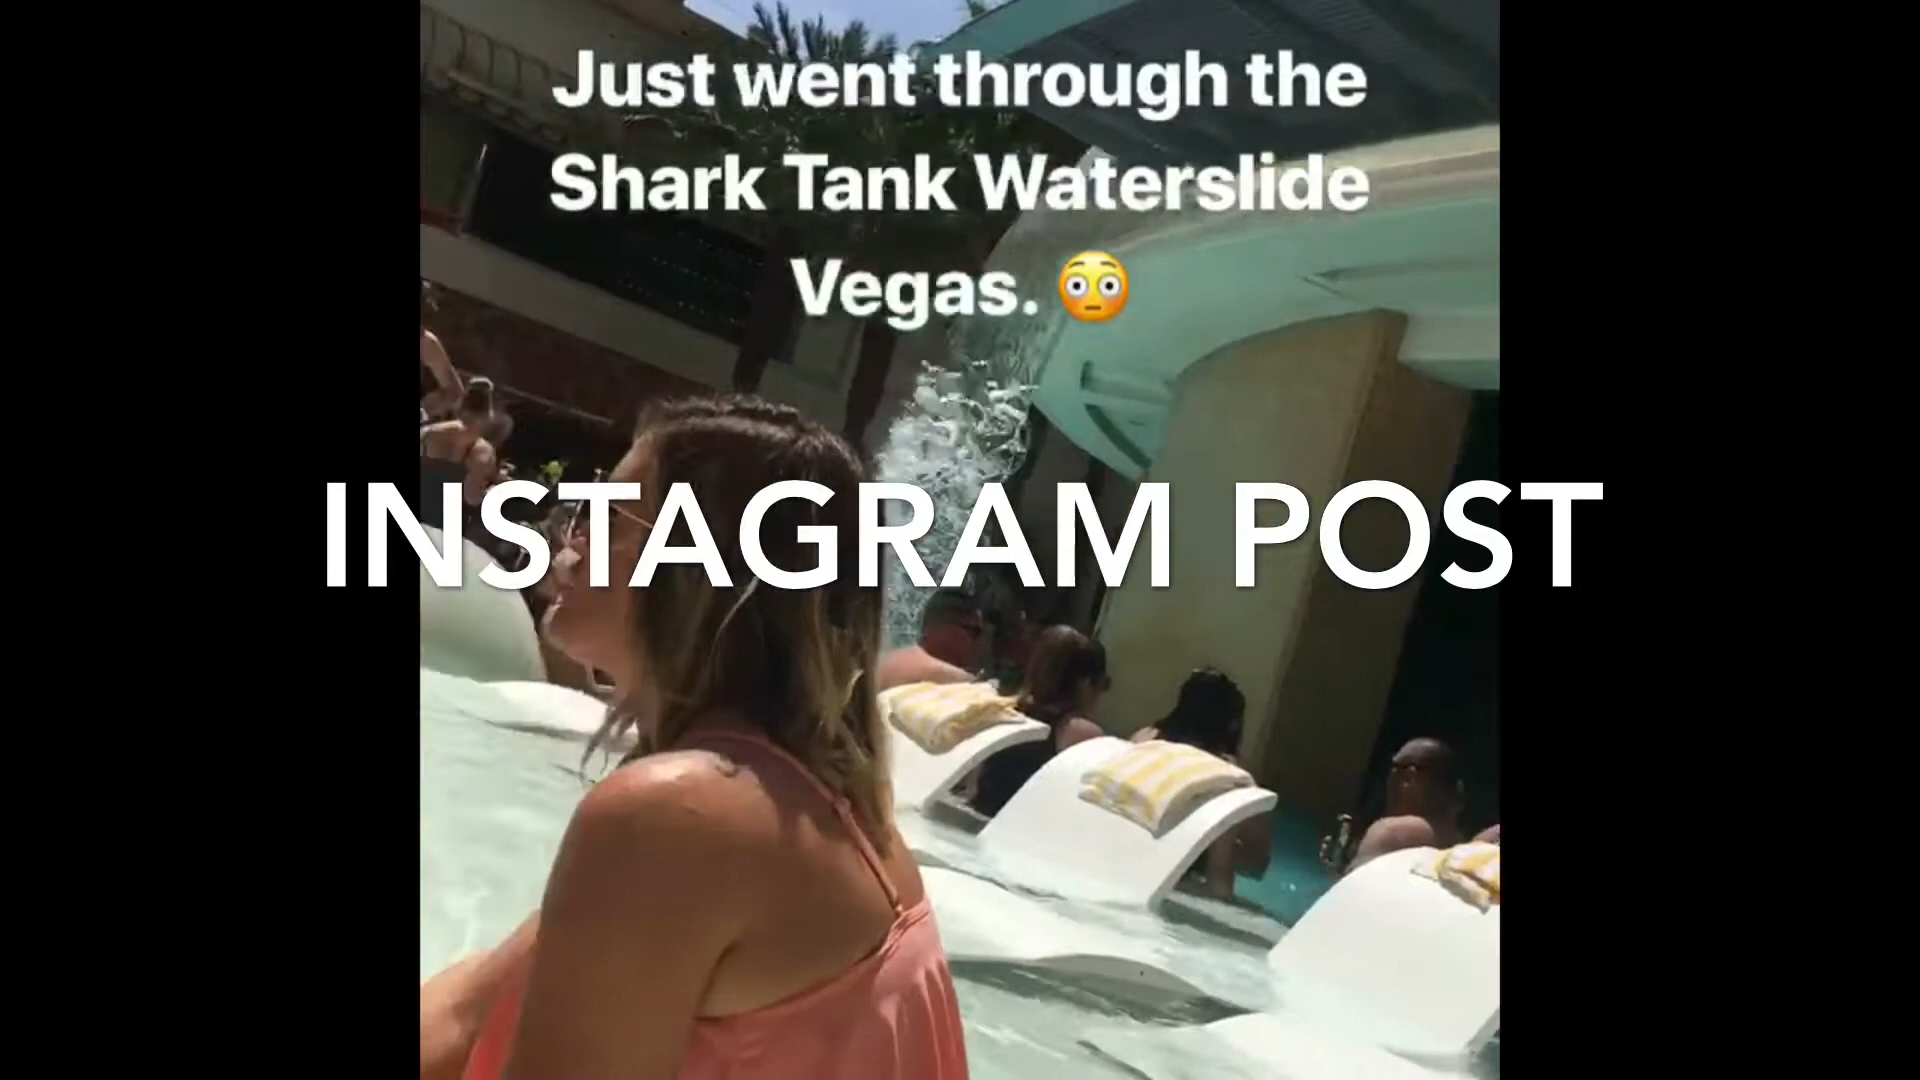 Just went through the
Shark Tank Waterslide
Vegas. 😳
INSTAGRAM POST